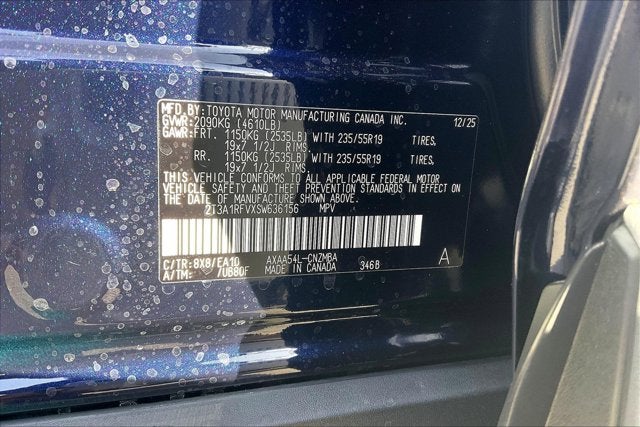 MFD.BY:TOYOTA MOTOR MANUFACTURING CANADA INC. 12/25
GVWR:2090KG (4610LB)
GAWR:FRT. 1150KG (2535LB) WITH 235/55R19 TIRES,
19x7 1/2J RIMS.
RR. 1150KG (2535LB) WITH 235/55R19 TIRES,
19x7 1/2J RIMS.
THIS VEHICLE CONFORMS TO ALL APPLICABLE FEDERAL MOTOR
VEHICLE SAFETY AND THEFT PREVENTION STANDARDS IN EFFECT ON
THE DATE OF MANUFACTURE SHOWN ABOVE.
2T3A1RFVXSW636156 MPV
C/TR:8X8/EA10 AXAA54L-CNZMBA A
A/TM: /UB80F MADE IN CANADA 346B